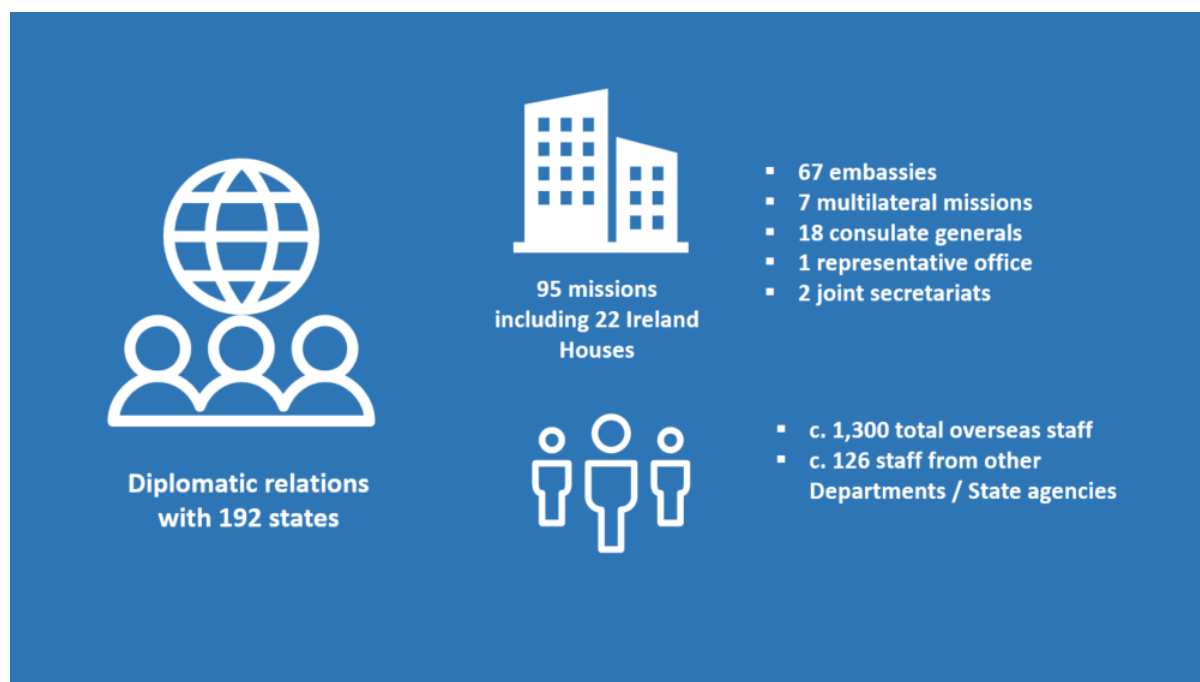 Diplomatic relations
with 192 states
95 missions
including 22 Ireland
Houses
▪ 67 embassies
▪ 7 multilateral missions
▪ 18 consulate generals
▪ 1 representative office
▪ 2 joint secretariats
▪ c. 1,300 total overseas staff
▪ c. 126 staff from other
Departments / State agencies